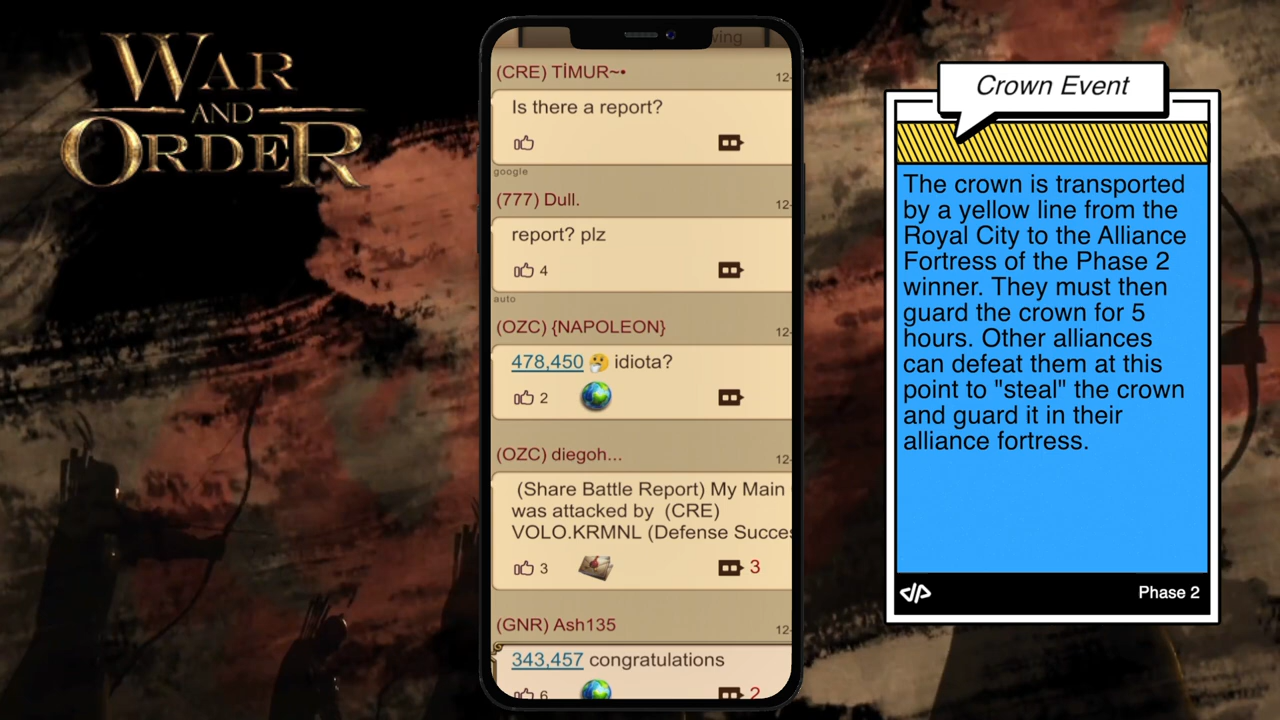 WAR
AND
ORDER
(CRE) TİMUR~•
12-
Is there a report?
google
(777) Dull.
12-
report? plz
4
auto
(OZC) {NAPOLEON}
12-
478,450 🤔 idiota?
2
(OZC) diegoh...
12-
(Share Battle Report) My Main
was attacked by (CRE)
VOLO.KRMNL (Defense Succes
3
3
(GNR) Ash135
12-
343,457 congratulations
6
2
Crown Event
The crown is transported
by a yellow line from the
Royal City to the Alliance
Fortress of the Phase 2
winner. They must then
guard the crown for 5
hours. Other alliances
can defeat them at this
point to "steal" the crown
and guard it in their
alliance fortress.
Phase 2